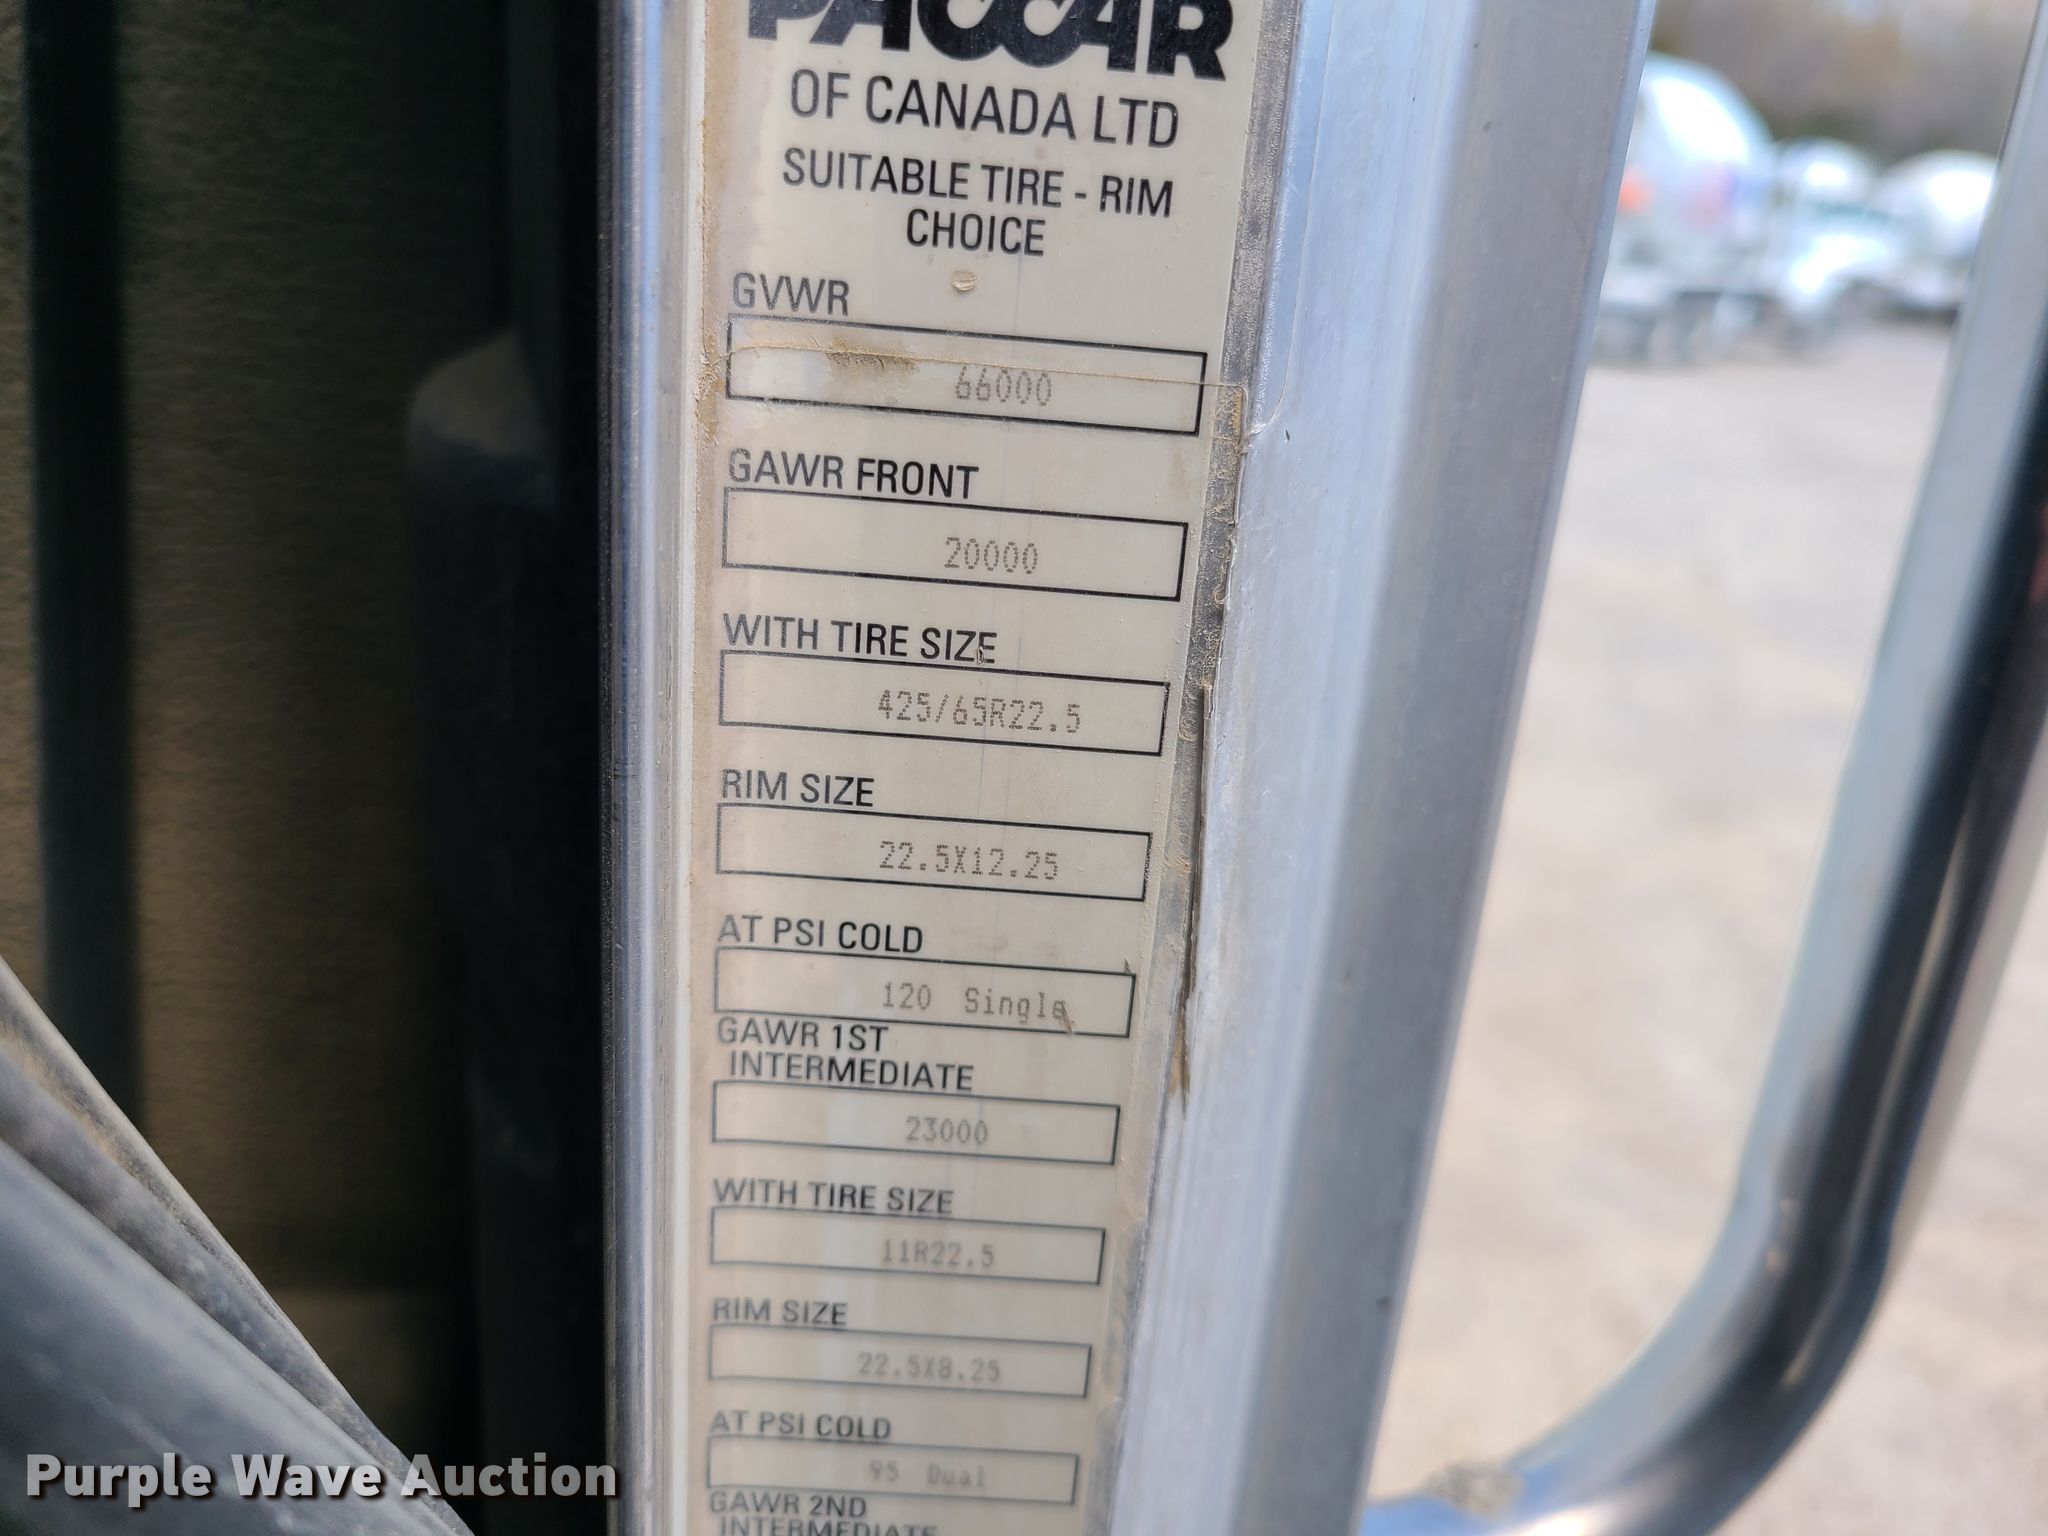 PACCAR
OF CANADA LTD
SUITABLE TIRE - RIM
CHOICE
GVWR
66000
GAWR FRONT
20000
WITH TIRE SIZE
425/65R22.5
RIM SIZE
22.5X12.25
AT PSI COLD
120 Single
GAWR 1ST
INTERMEDIATE
23000
WITH TIRE SIZE
11R22.5
RIM SIZE
22.5X8.25
AT PSI COLD
95 Dual
GAWR 2ND
INTERMEDIATE
Purple Wave Auction